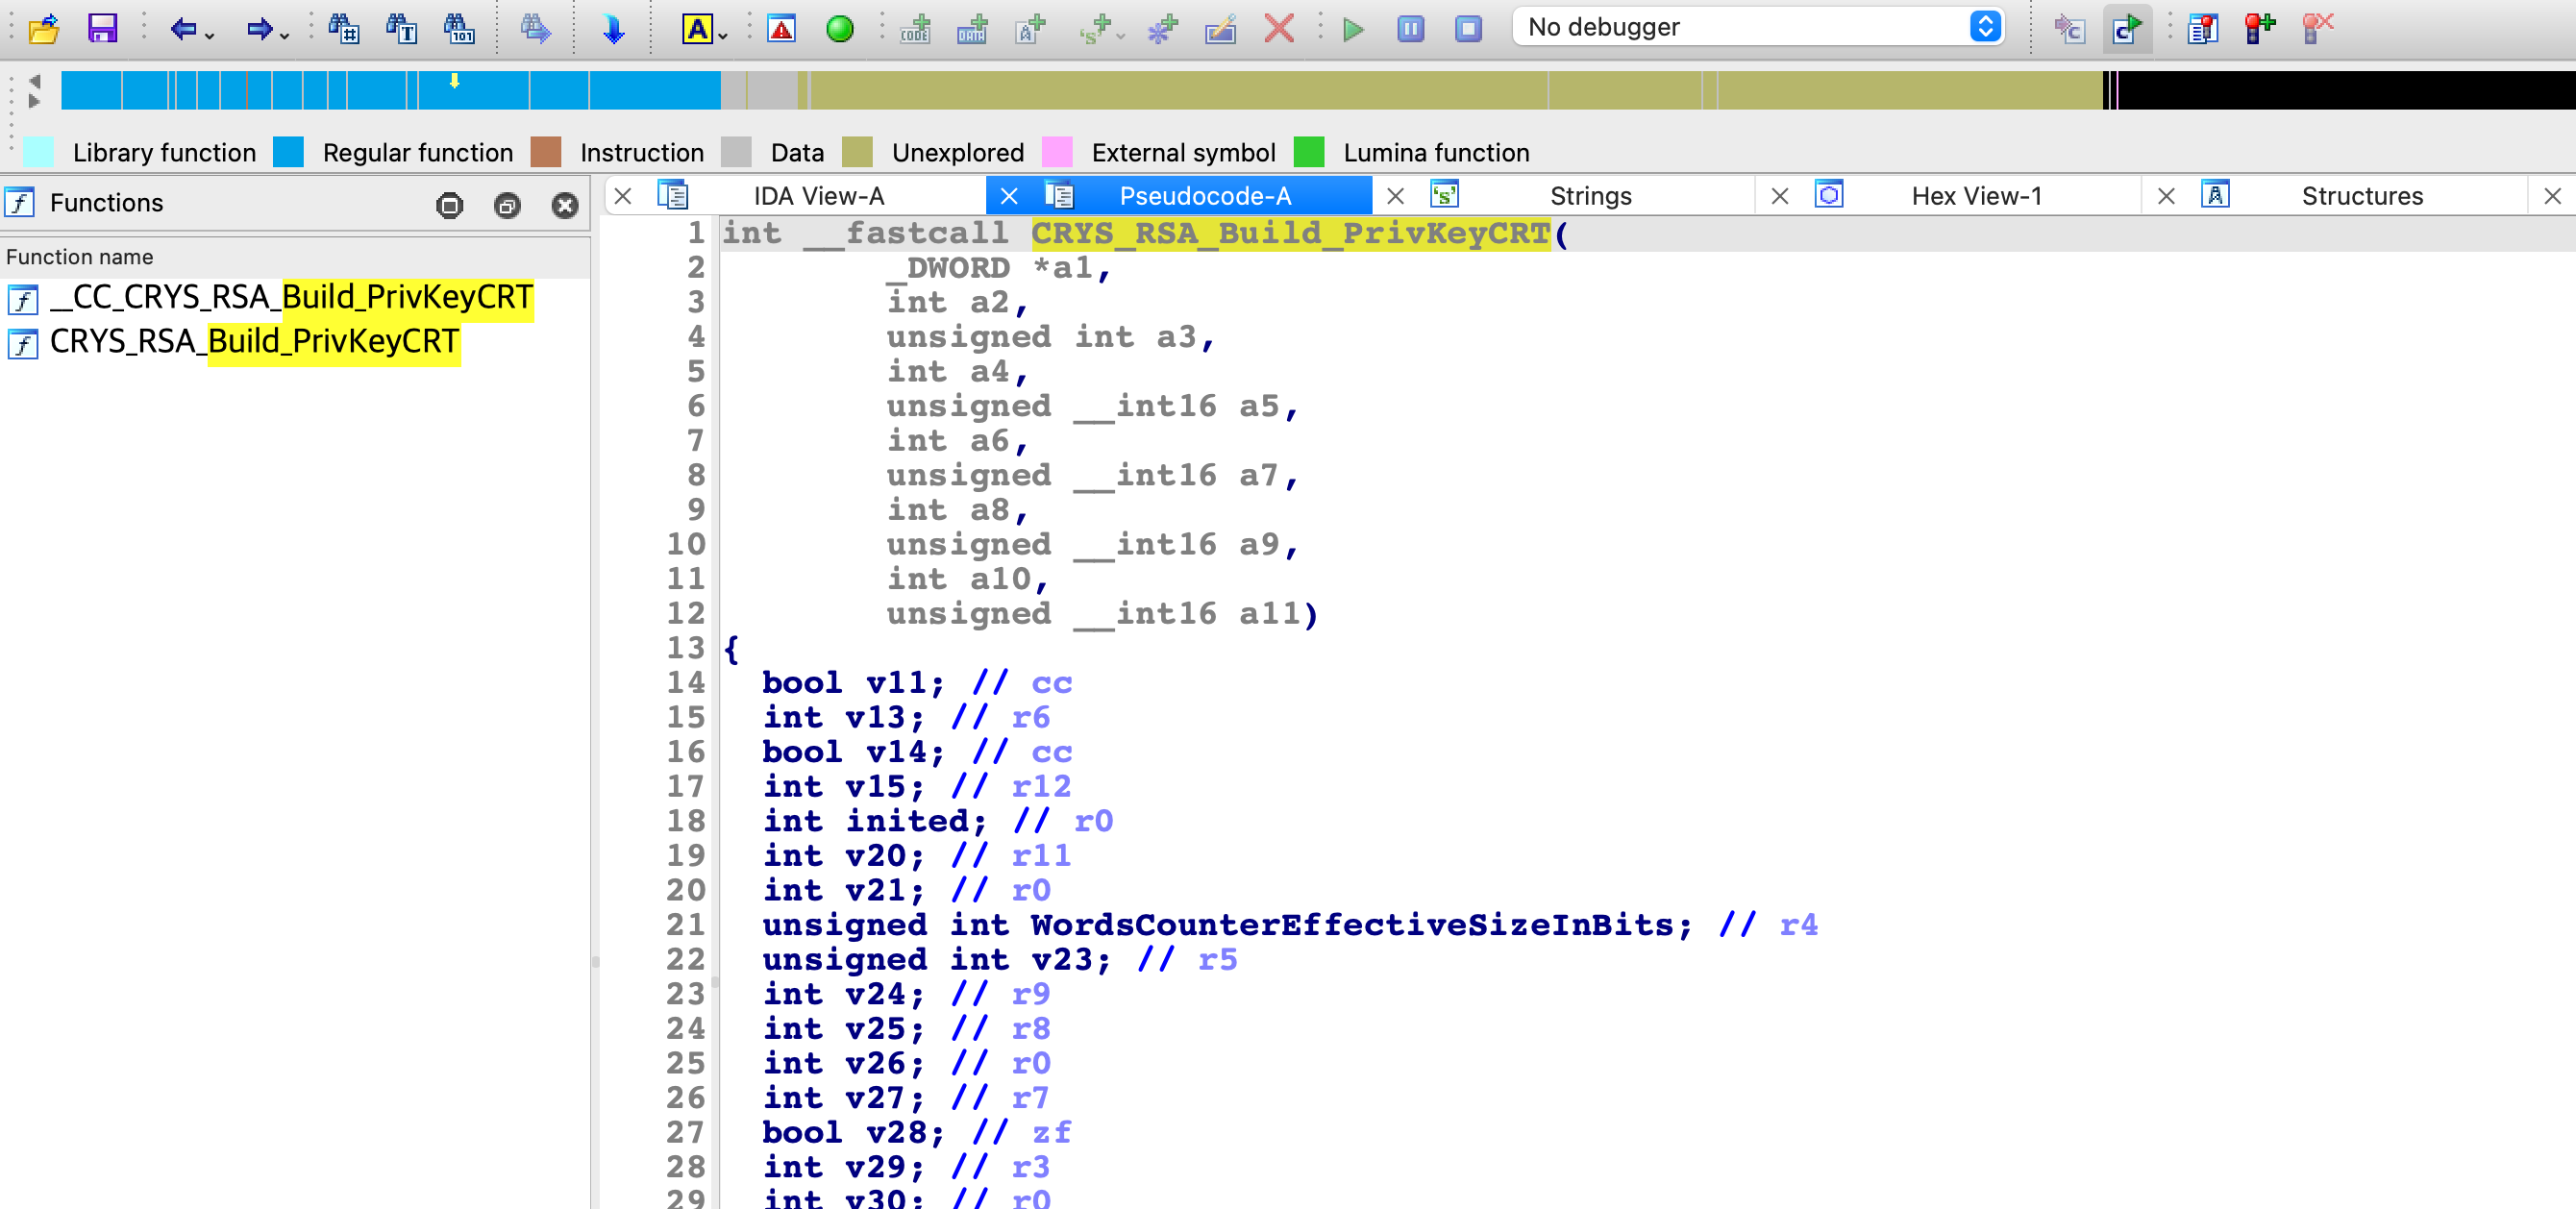 No debugger
Library function Regular function Instruction Data Unexplored External symbol Lumina function
Functions
Function name
__CC_CRYS_RSA_Build_PrivKeyCRT
CRYS_RSA_Build_PrivKeyCRT
IDA View-A Pseudocode-A Strings Hex View-1 Structures
1 int __fastcall CRYS_RSA_Build_PrivKeyCRT(
2 _DWORD *a1,
3 int a2,
4 unsigned int a3,
5 int a4,
6 unsigned __int16 a5,
7 int a6,
8 unsigned __int16 a7,
9 int a8,
10 unsigned __int16 a9,
11 int a10,
12 unsigned __int16 a11)
13 {
14 bool v11; // cc
15 int v13; // r6
16 bool v14; // cc
17 int v15; // r12
18 int inited; // r0
19 int v20; // r11
20 int v21; // r0
21 unsigned int WordsCounterEffectiveSizeInBits; // r4
22 unsigned int v23; // r5
23 int v24; // r9
24 int v25; // r8
25 int v26; // r0
26 int v27; // r7
27 bool v28; // zf
28 int v29; // r3
29 int v30; // r0